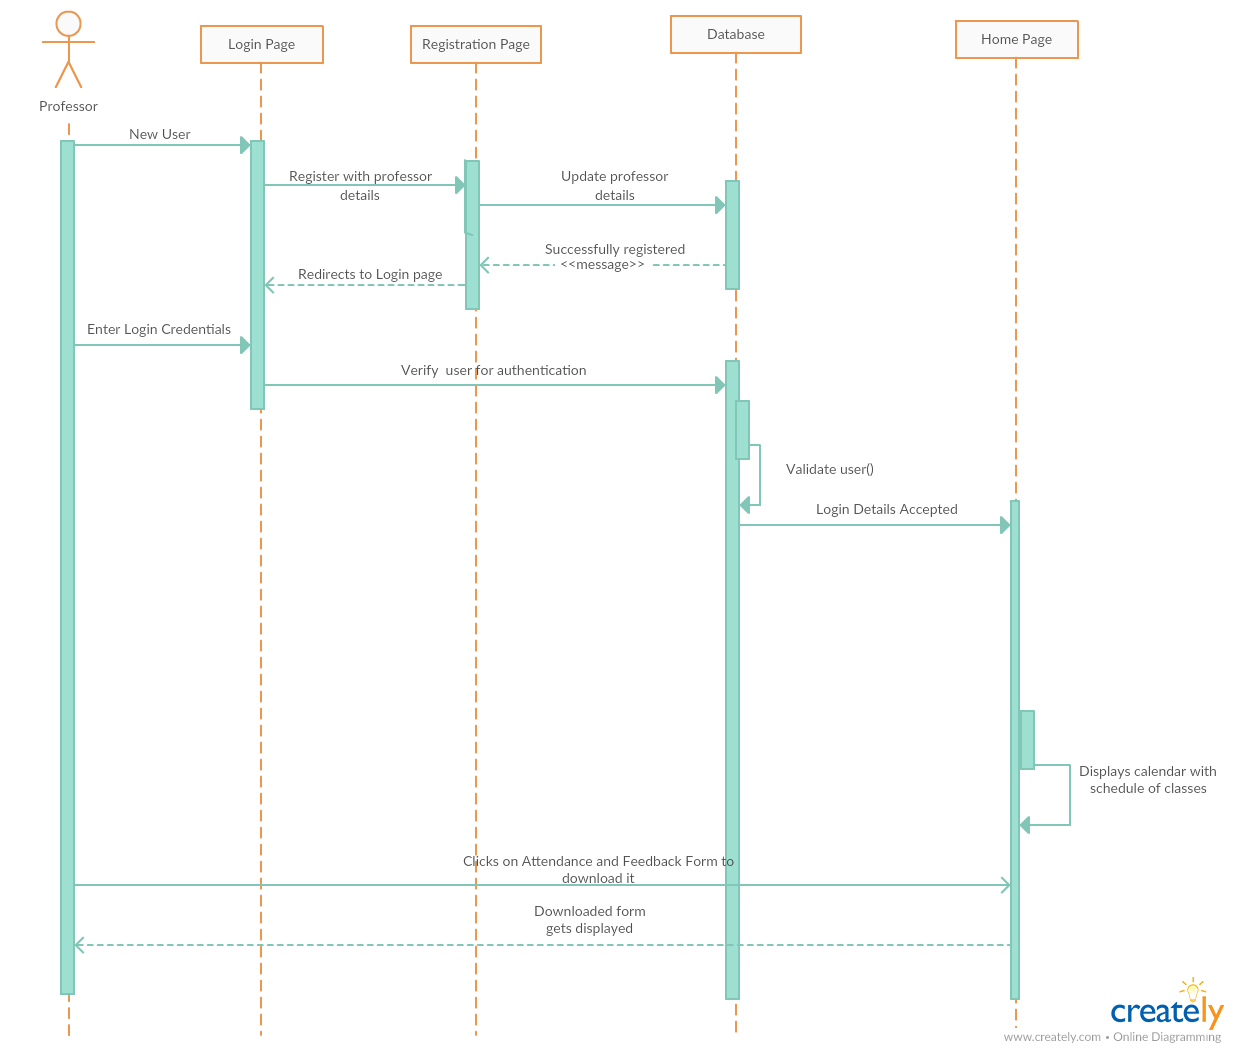 Professor
Login Page
Registration Page
Database
Home Page
New User
Register with professor
details
Update professor
details
Successfully registered
<<message>>
Redirects to Login page
Enter Login Credentials
Verify  user for authentication
Validate user()
Login Details Accepted
Displays calendar with
schedule of classes
Clicks on Attendance and Feedback Form to
download it
Downloaded form
gets displayed
creately
www.creately.com • Online Diagramming